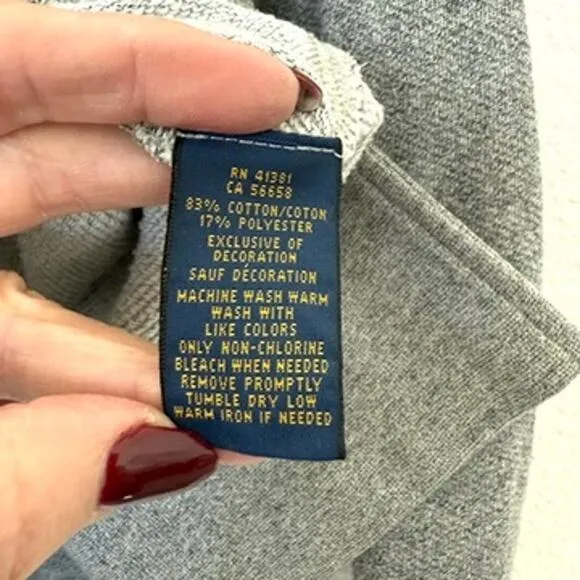 RN 41381
CA 56658
83% COTTON/COTON
17% POLYESTER
EXCLUSIVE OF
DECORATION
SAUF DÉCORATION
MACHINE WASH WARM
WASH WITH
LIKE COLORS
ONLY NON-CHLORINE
BLEACH WHEN NEEDED
REMOVE PROMPTLY
TUMBLE DRY LOW
WARM IRON IF NEEDED